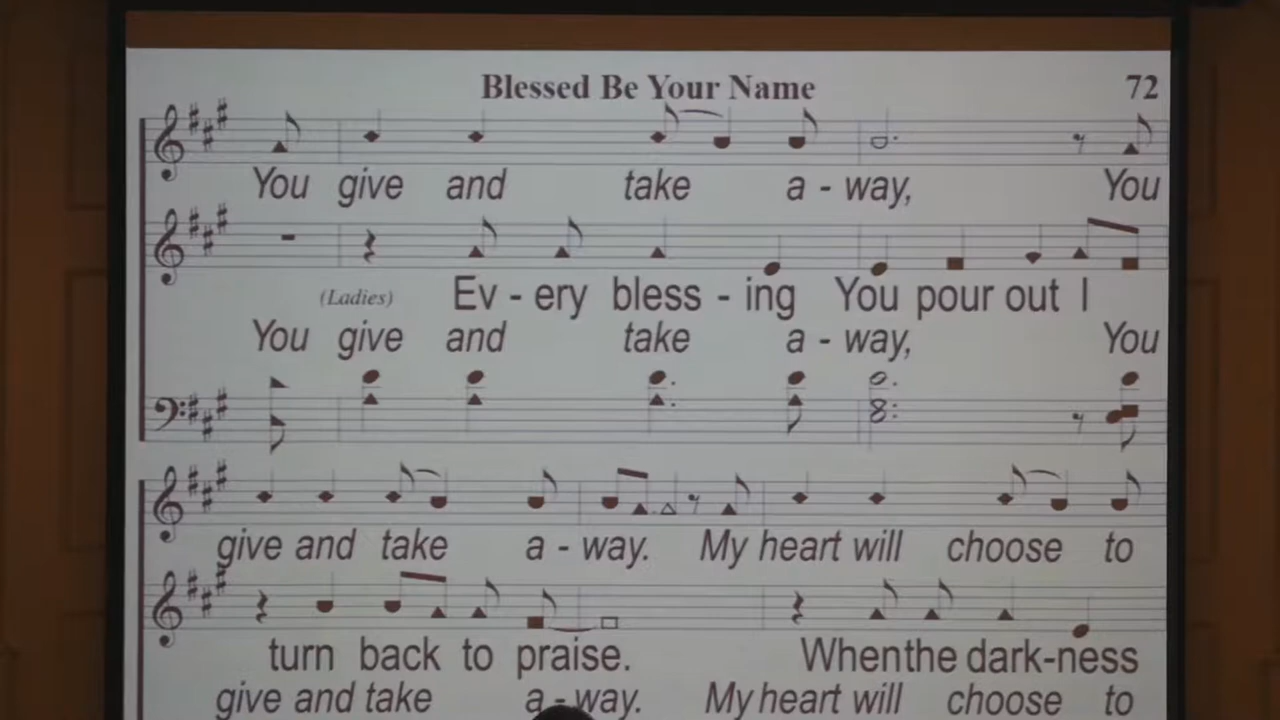 Blessed Be Your Name 72
You give and take a - way, You
(Ladies) Ev - ery bless - ing You pour out I
You give and take a - way, You
give and take a - way. My heart will choose to
turn back to praise. Whenthe dark-ness
give and take a - way. My heart will choose to